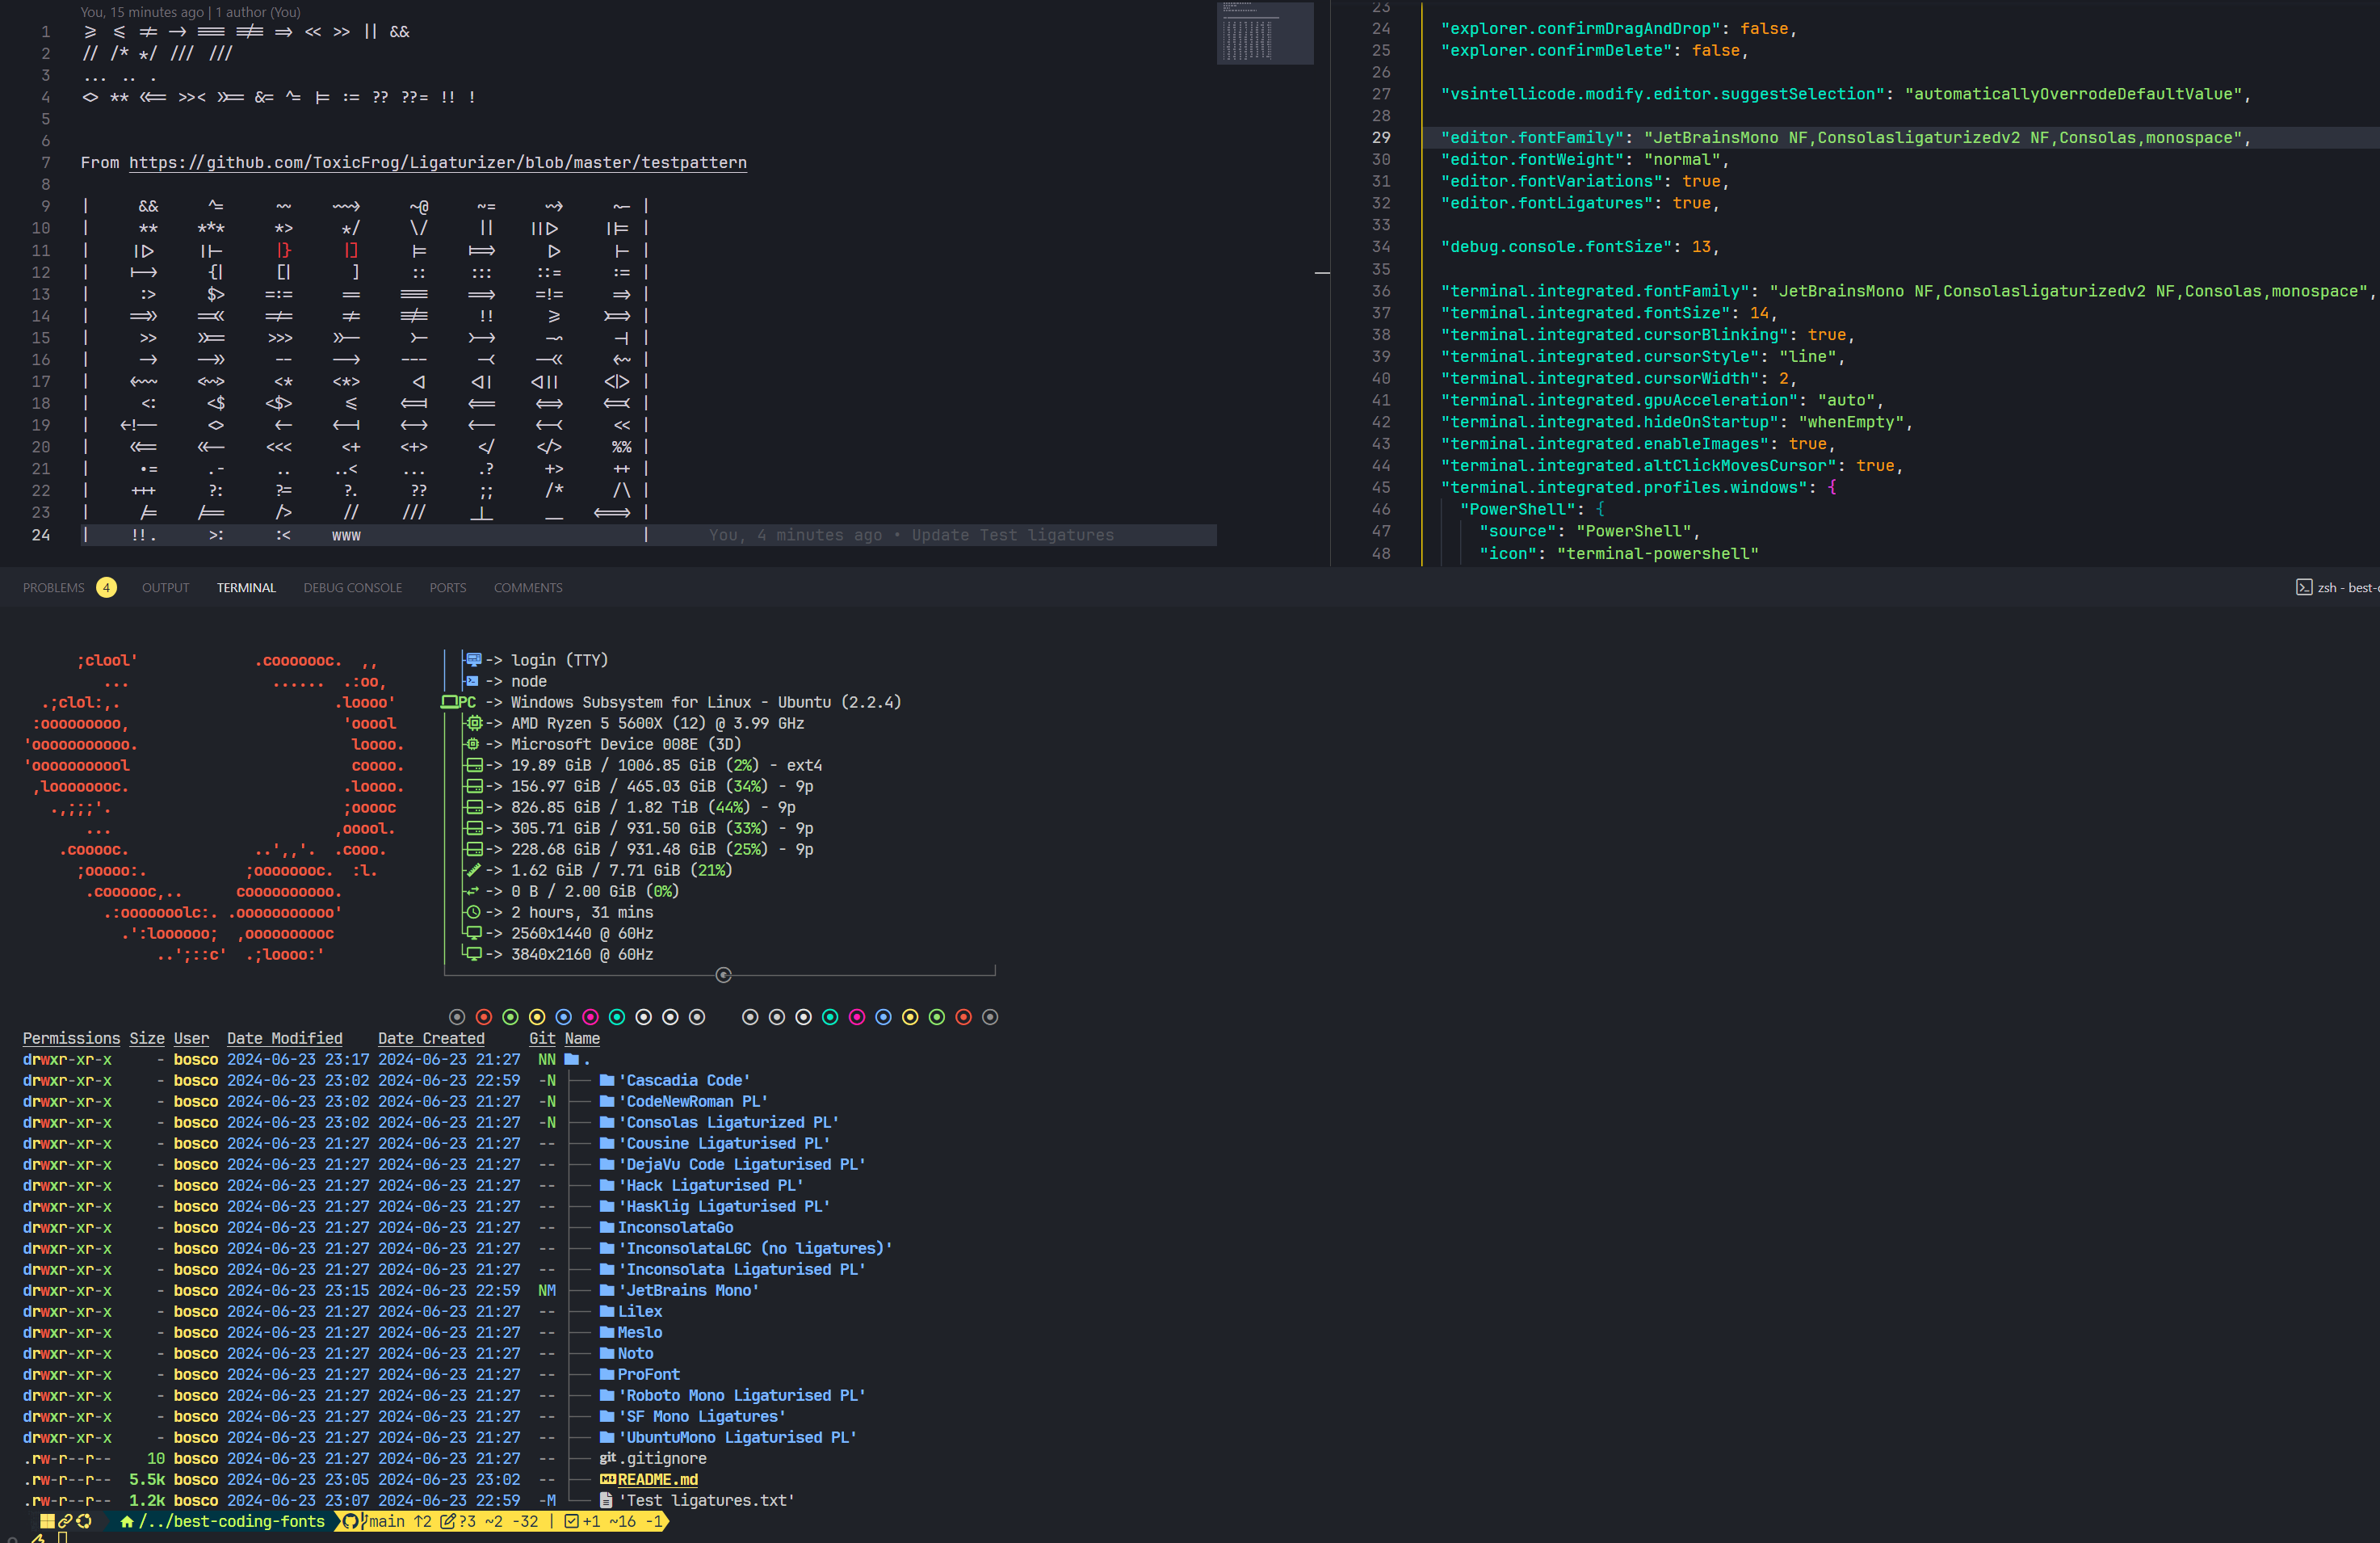 You, 15 minutes ago | 1 author (You)
1 >= <= != -> === !== => << >> || &&
2 // /* */ /// ///
3 ... .. .
4 <> ** <<== >>< >>== &= ^= |= := ?? ??= !! !
5
6
7 From https://github.com/ToxicFrog/Ligaturizer/blob/master/testpattern
8
9 | && ^= ~~ ~~> ~@ ~= ~> ~- |
10 | ** *** *> */ \/ || ||> ||= |
11 | ||> ||- |} |] |= |=> |> |- |
12 | |-> {| [| ] :: ::: ::= := |
13 | :> $> =:= == === ==> =!= => |
14 | =>> =<< =/= != !== !! >= >=> |
15 | >> >>= >>> >>- >- >-> -~ -| |
16 | -> ->> -- --> --- -< -<< <~ |
17 | <~~ <~> <* <*> <| <|| <||| <|> |
18 | <: <$ <$> <= <=| <== <=> <=< |
19 | <!-- <> <- <-| <-> <-- <-< << |
20 | <<= <<- <<< <+ <+> </ </> %% |
21 | .= .- .. ..< ... .? +> ++ |
22 | +++ ?: ?= ?. ?? ;; /* /\ |
23 | /= /== /> // /// _|_ __ <==> |
24 | !!. >: :< www | You, 4 minutes ago • Update Test ligatures
23
24 "explorer.confirmDragAndDrop": false,
25 "explorer.confirmDelete": false,
26
27 "vsintellicode.modify.editor.suggestSelection": "automaticallyOverrodeDefaultValue",
28
29 "editor.fontFamily": "JetBrainsMono NF,Consolasligaturizedv2 NF,Consolas,monospace",
30 "editor.fontWeight": "normal",
31 "editor.fontVariations": true,
32 "editor.fontLigatures": true,
33
34 "debug.console.fontSize": 13,
35
36 "terminal.integrated.fontFamily": "JetBrainsMono NF,Consolasligaturizedv2 NF,Consolas,monospace",
37 "terminal.integrated.fontSize": 14,
38 "terminal.integrated.cursorBlinking": true,
39 "terminal.integrated.cursorStyle": "line",
40 "terminal.integrated.cursorWidth": 2,
41 "terminal.integrated.gpuAcceleration": "auto",
42 "terminal.integrated.hideOnStartup": "whenEmpty",
43 "terminal.integrated.enableImages": true,
44 "terminal.integrated.altClickMovesCursor": true,
45 "terminal.integrated.profiles.windows": {
46 "PowerShell": {
47 "source": "PowerShell",
48 "icon": "terminal-powershell"
PROBLEMS 4 OUTPUT TERMINAL DEBUG CONSOLE PORTS COMMENTS zsh - best-c
;clool' .cooooooc. ,, -> login (TTY)
... ...... .:oo, -> node
.;clol:,. .loooo' PC -> Windows Subsystem for Linux - Ubuntu (2.2.4)
:ooooooooo, 'ooool -> AMD Ryzen 5 5600X (12) @ 3.99 GHz
'ooooooooooo. loooo. -> Microsoft Device 008E (3D)
'ooooooooool coooo. -> 19.89 GiB / 1006.85 GiB (2%) - ext4
,loooooooc. .loooo. -> 156.97 GiB / 465.03 GiB (34%) - 9p
.,;;;'. ;ooooc -> 826.85 GiB / 1.82 TiB (44%) - 9p
... ,ooool. -> 305.71 GiB / 931.50 GiB (33%) - 9p
.cooooc. ..',,'. .cooo. -> 228.68 GiB / 931.48 GiB (25%) - 9p
;ooooo:. ;oooooooc. :l. -> 1.62 GiB / 7.71 GiB (21%)
.coooooc,.. coooooooooo. -> 0 B / 2.00 GiB (0%)
.:ooooooolc:. .ooooooooooo' -> 2 hours, 31 mins
.':loooooo; ,oooooooooc -> 2560x1440 @ 60Hz
..';::c' .;loooo:' -> 3840x2160 @ 60Hz
Permissions Size User Date Modified Date Created Git Name
drwxr-xr-x - bosco 2024-06-23 23:17 2024-06-23 21:27 NN .
drwxr-xr-x - bosco 2024-06-23 23:02 2024-06-23 22:59 -N 'Cascadia Code'
drwxr-xr-x - bosco 2024-06-23 23:02 2024-06-23 21:27 -N 'CodeNewRoman PL'
drwxr-xr-x - bosco 2024-06-23 23:02 2024-06-23 21:27 -N 'Consolas Ligaturized PL'
drwxr-xr-x - bosco 2024-06-23 21:27 2024-06-23 21:27 -- 'Cousine Ligaturised PL'
drwxr-xr-x - bosco 2024-06-23 21:27 2024-06-23 21:27 -- 'DejaVu Code Ligaturised PL'
drwxr-xr-x - bosco 2024-06-23 21:27 2024-06-23 21:27 -- 'Hack Ligaturised PL'
drwxr-xr-x - bosco 2024-06-23 21:27 2024-06-23 21:27 -- 'Hasklig Ligaturised PL'
drwxr-xr-x - bosco 2024-06-23 21:27 2024-06-23 21:27 -- InconsolataGo
drwxr-xr-x - bosco 2024-06-23 21:27 2024-06-23 21:27 -- 'InconsolataLGC (no ligatures)'
drwxr-xr-x - bosco 2024-06-23 21:27 2024-06-23 21:27 -- 'Inconsolata Ligaturised PL'
drwxr-xr-x - bosco 2024-06-23 23:15 2024-06-23 22:59 NM 'JetBrains Mono'
drwxr-xr-x - bosco 2024-06-23 21:27 2024-06-23 21:27 -- Lilex
drwxr-xr-x - bosco 2024-06-23 21:27 2024-06-23 21:27 -- Meslo
drwxr-xr-x - bosco 2024-06-23 21:27 2024-06-23 21:27 -- Noto
drwxr-xr-x - bosco 2024-06-23 21:27 2024-06-23 21:27 -- ProFont
drwxr-xr-x - bosco 2024-06-23 21:27 2024-06-23 21:27 -- 'Roboto Mono Ligaturised PL'
drwxr-xr-x - bosco 2024-06-23 21:27 2024-06-23 21:27 -- 'SF Mono Ligatures'
drwxr-xr-x - bosco 2024-06-23 21:27 2024-06-23 21:27 -- 'UbuntuMono Ligaturised PL'
.rw-r--r-- 10 bosco 2024-06-23 21:27 2024-06-23 21:27 -- git .gitignore
.rw-r--r-- 5.5k bosco 2024-06-23 23:05 2024-06-23 23:02 -- README.md
.rw-r--r-- 1.2k bosco 2024-06-23 23:07 2024-06-23 22:59 -M 'Test ligatures.txt'
/../best-coding-fonts main ↑2 ?3 ~2 -32 | +1 ~16 -1